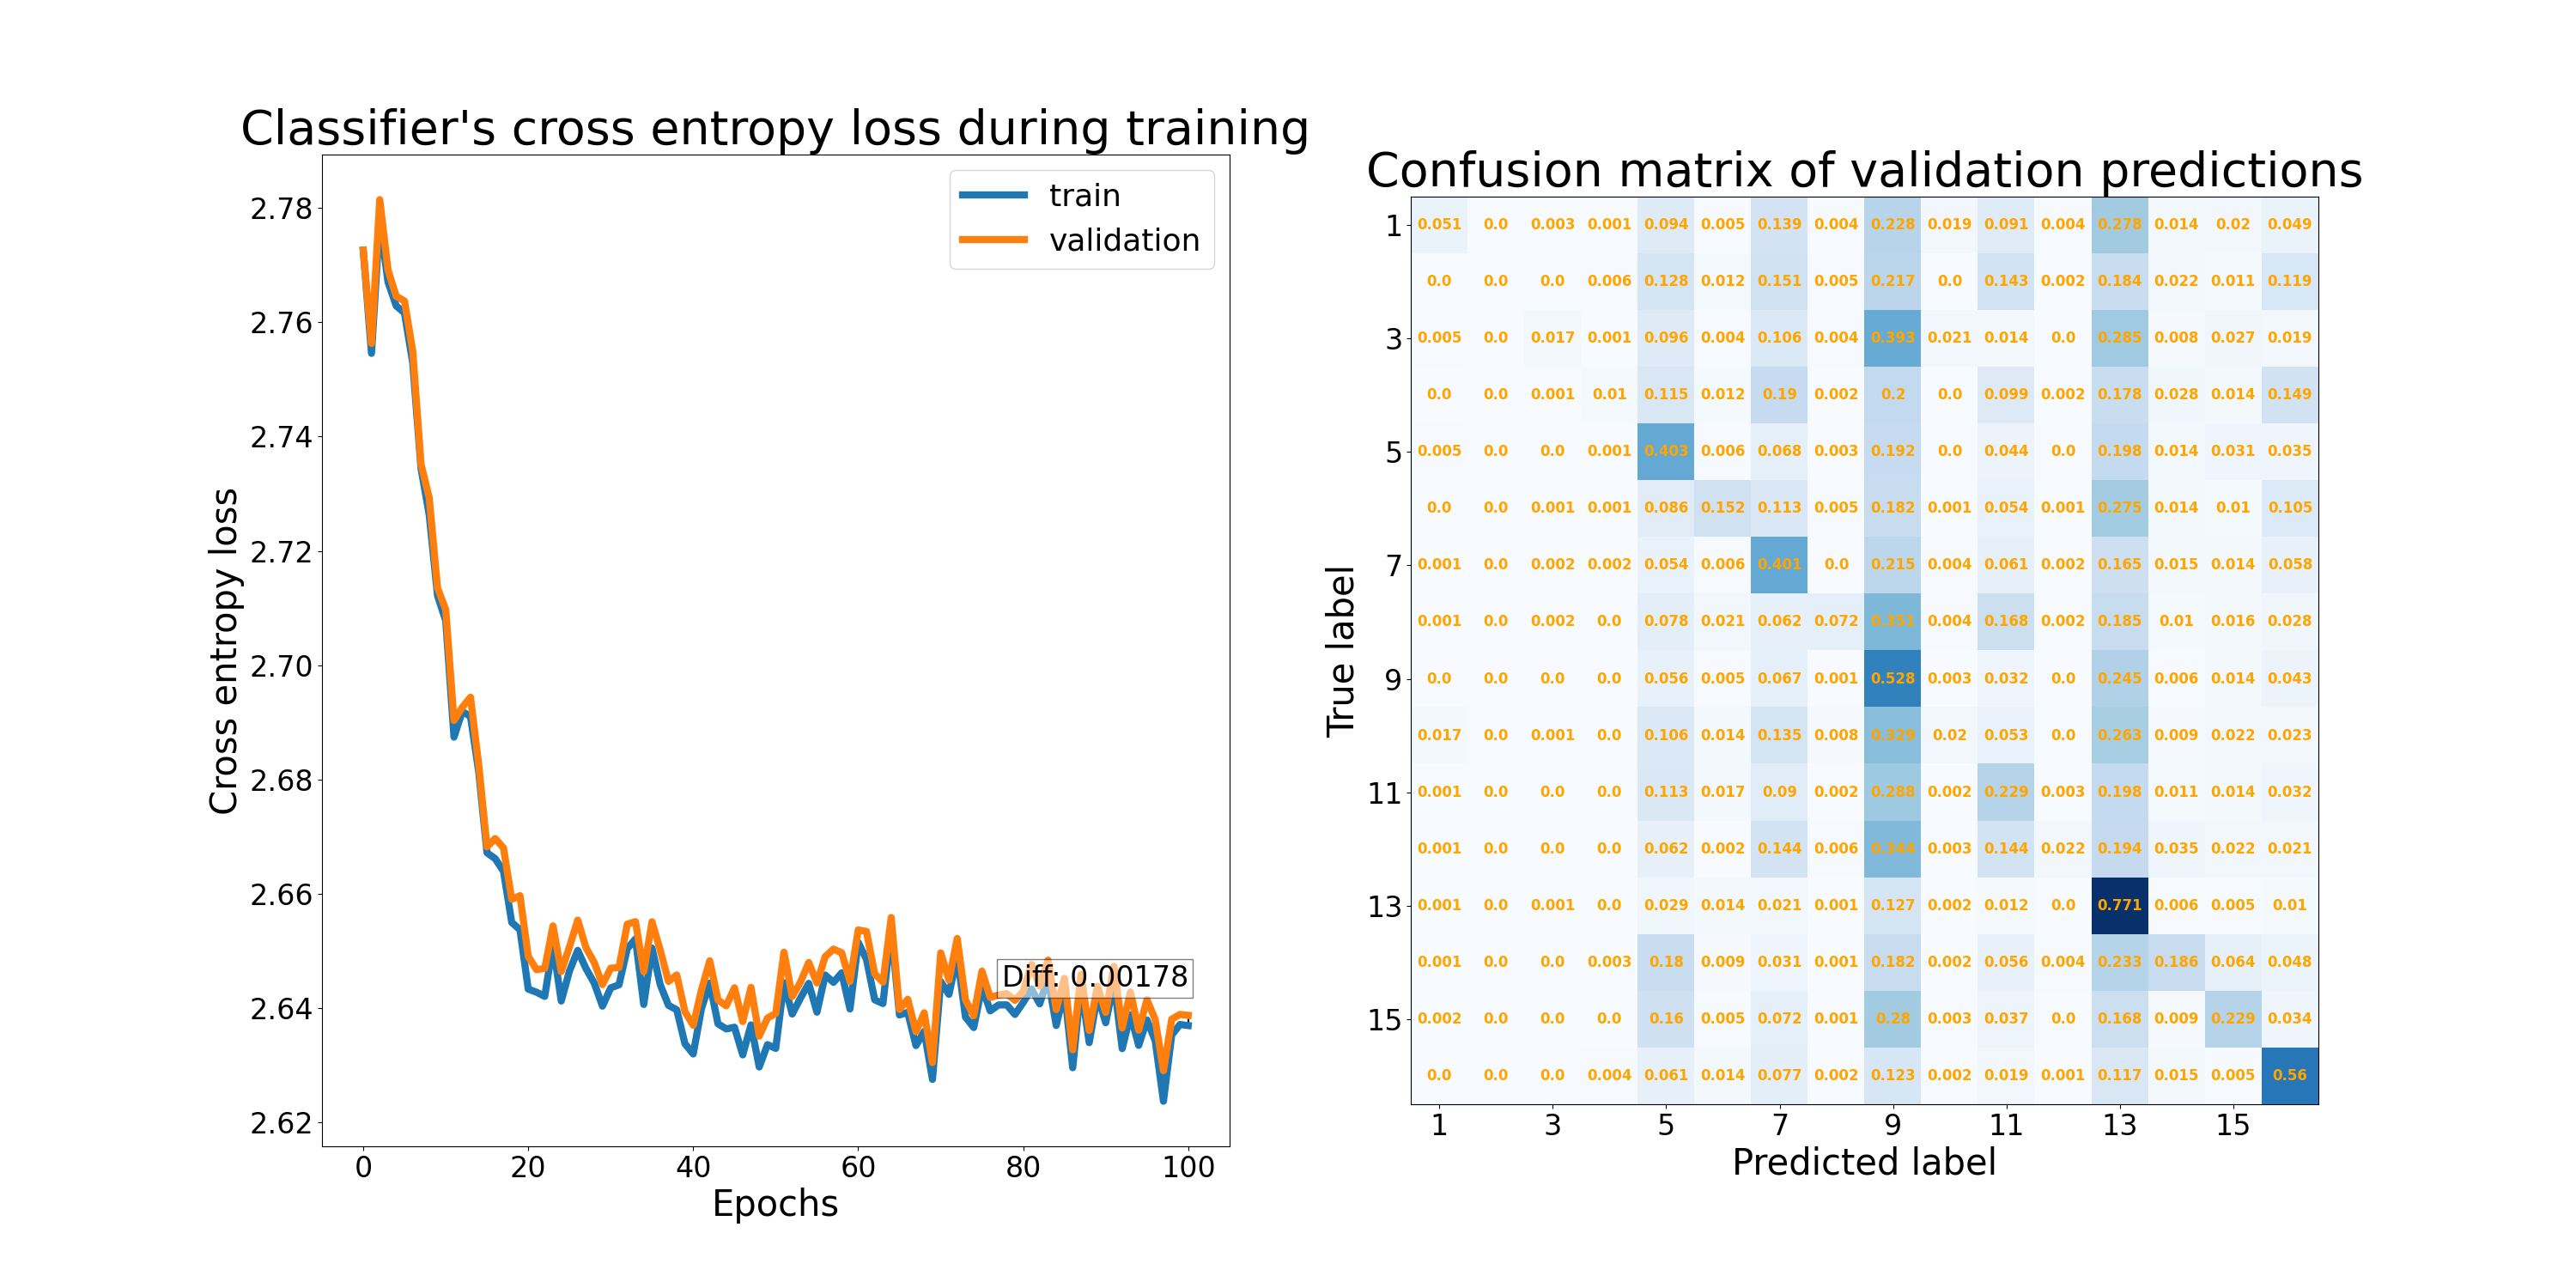 Classifier's cross entropy loss during training
train
validation
2.78
2.76
2.74
2.72
2.70
2.68
2.66
2.64
2.62
Cross entropy loss
Diff: 0.00178
0 20 40 60 80 100
Epochs
Confusion matrix of validation predictions
True label
1 0.051 0.0 0.003 0.001 0.094 0.005 0.139 0.004 0.228 0.019 0.091 0.004 0.278 0.014 0.02 0.049
0.0 0.0 0.0 0.006 0.128 0.012 0.151 0.005 0.217 0.0 0.143 0.002 0.184 0.022 0.011 0.119
3 0.005 0.0 0.017 0.001 0.096 0.004 0.106 0.004 0.393 0.021 0.014 0.0 0.285 0.008 0.027 0.019
0.0 0.0 0.001 0.01 0.115 0.012 0.19 0.002 0.2 0.0 0.099 0.002 0.178 0.028 0.014 0.149
5 0.005 0.0 0.0 0.001 0.403 0.006 0.068 0.003 0.192 0.0 0.044 0.0 0.198 0.014 0.031 0.035
0.0 0.0 0.001 0.001 0.086 0.152 0.113 0.005 0.182 0.001 0.054 0.001 0.275 0.014 0.01 0.105
7 0.001 0.0 0.002 0.002 0.054 0.006 0.401 0.0 0.215 0.004 0.061 0.002 0.165 0.015 0.014 0.058
0.001 0.0 0.002 0.0 0.078 0.021 0.062 0.072 0.351 0.004 0.168 0.002 0.185 0.01 0.016 0.028
9 0.0 0.0 0.0 0.0 0.056 0.005 0.067 0.001 0.528 0.003 0.032 0.0 0.245 0.006 0.014 0.043
0.017 0.0 0.001 0.0 0.106 0.014 0.135 0.008 0.329 0.02 0.053 0.0 0.263 0.009 0.022 0.023
11 0.001 0.0 0.0 0.0 0.113 0.017 0.09 0.002 0.288 0.002 0.229 0.003 0.198 0.011 0.014 0.032
0.001 0.0 0.0 0.0 0.062 0.002 0.144 0.006 0.344 0.003 0.144 0.022 0.194 0.035 0.022 0.021
13 0.001 0.0 0.001 0.0 0.029 0.014 0.021 0.001 0.127 0.002 0.012 0.0 0.771 0.006 0.005 0.01
0.001 0.0 0.0 0.003 0.18 0.009 0.031 0.001 0.182 0.002 0.056 0.004 0.233 0.186 0.064 0.048
15 0.002 0.0 0.0 0.0 0.16 0.005 0.072 0.001 0.28 0.003 0.037 0.0 0.168 0.009 0.229 0.034
0.0 0.0 0.0 0.004 0.061 0.014 0.077 0.002 0.123 0.002 0.019 0.001 0.117 0.015 0.005 0.56
1 3 5 7 9 11 13 15
Predicted label